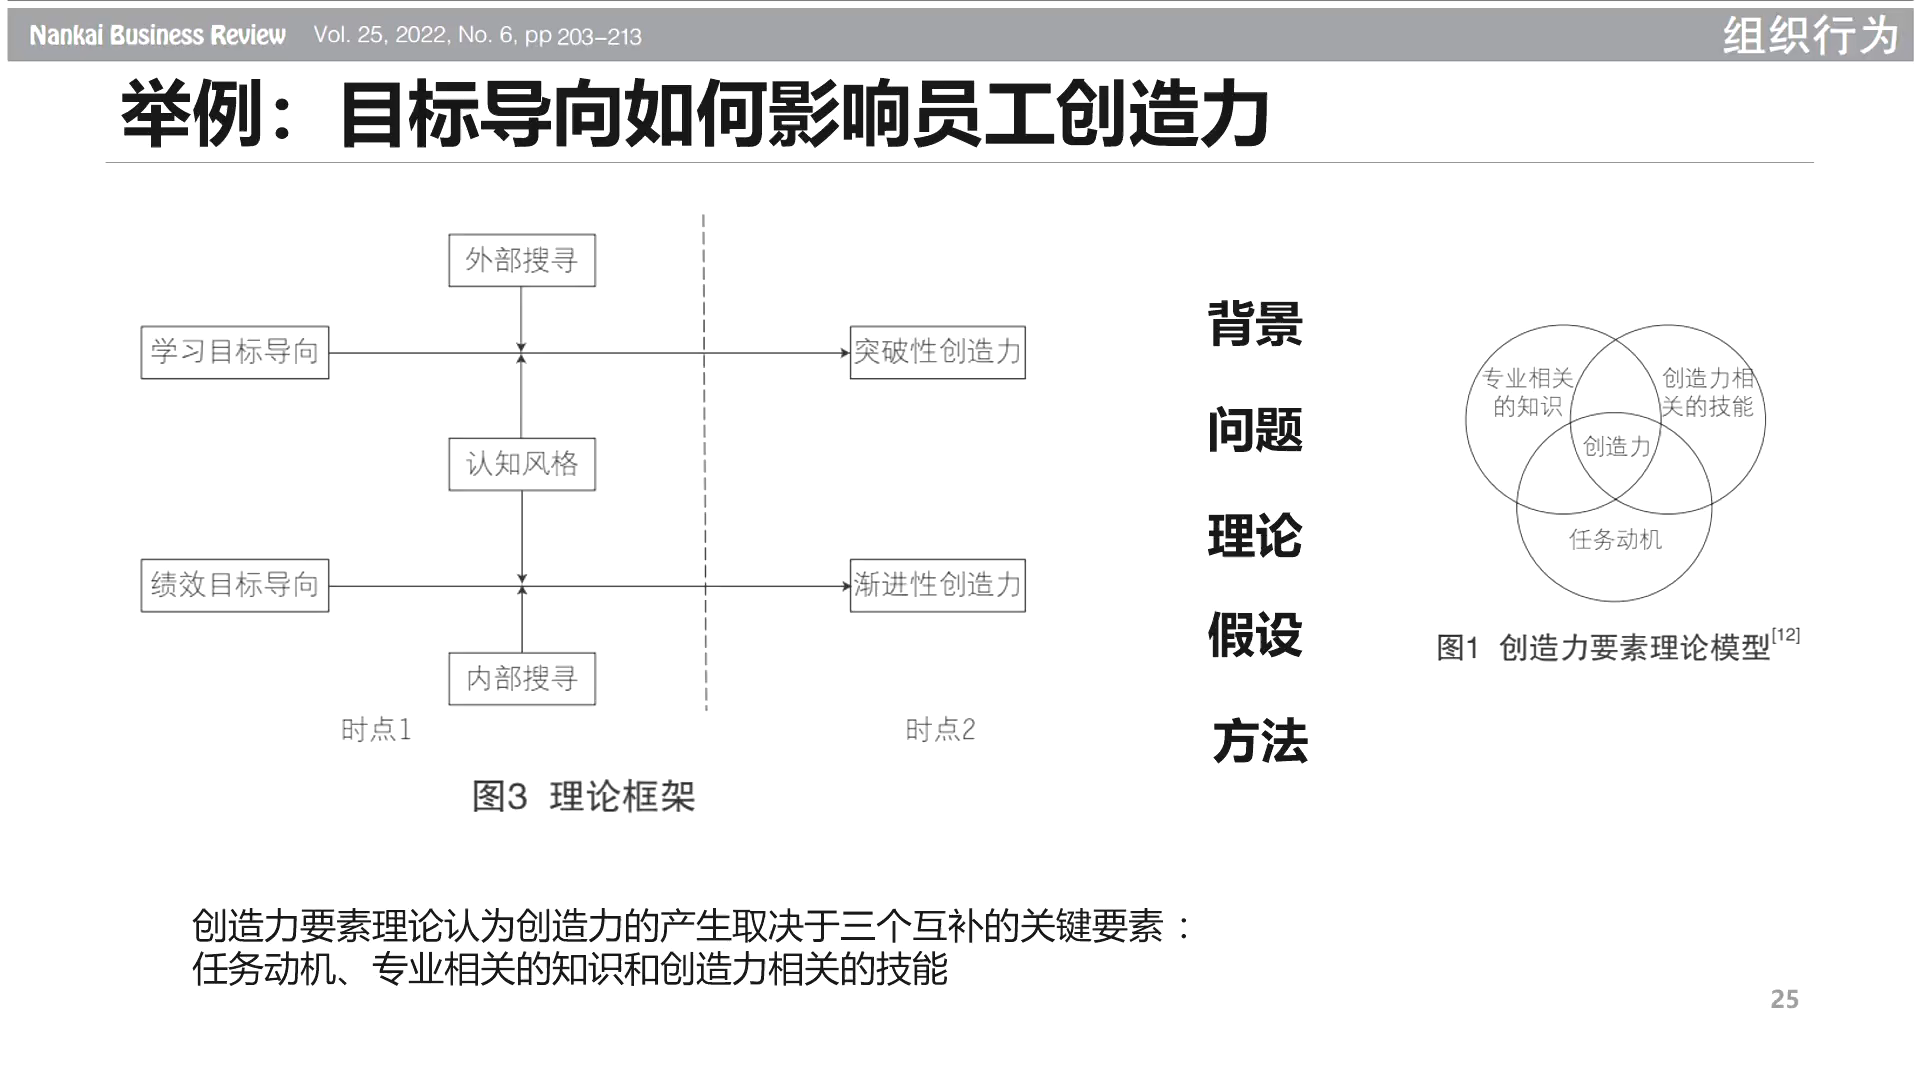 Nankai Business Review Vol. 25, 2022, No. 6, pp 203–213
组织行为
举例：目标导向如何影响员工创造力
外部搜寻
学习目标导向
突破性创造力
认知风格
绩效目标导向
渐进性创造力
内部搜寻
时点1
时点2
图3 理论框架
背景
问题
理论
假设
方法
专业相关
的知识
创造力相
关的技能
创造力
任务动机
图1 创造力要素理论模型[12]
创造力要素理论认为创造力的产生取决于三个互补的关键要素：
任务动机、专业相关的知识和创造力相关的技能
25